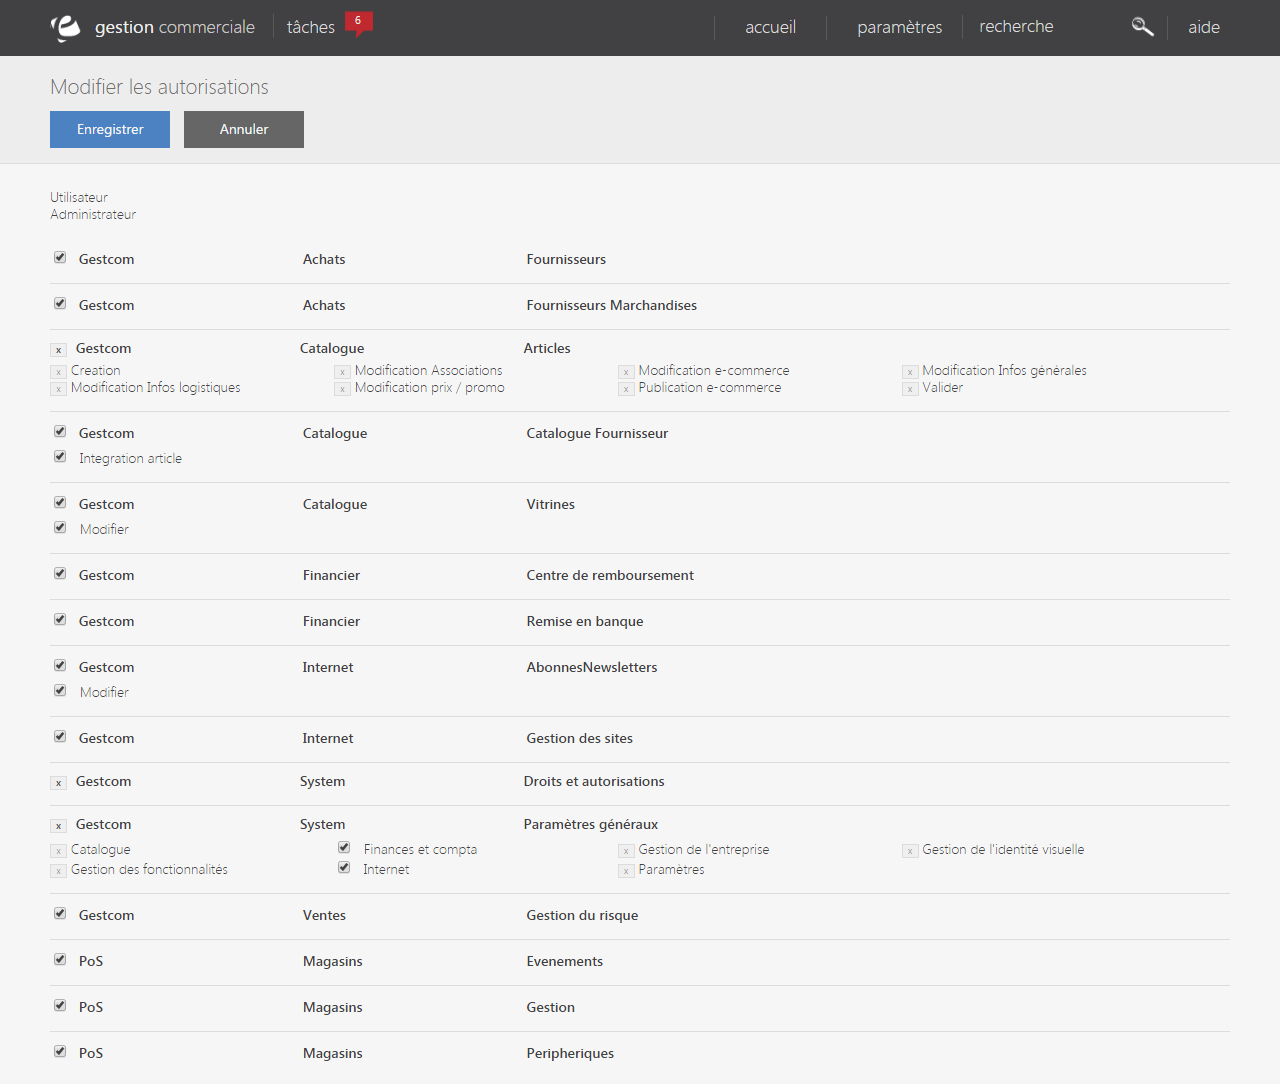 gestion commerciale tâches 6 accueil paramètres recherche aide
Modifier les autorisations
Enregistrer Annuler
Utilisateur
Administrateur
Gestcom Achats Fournisseurs
Gestcom Achats Fournisseurs Marchandises
x Gestcom Catalogue Articles
x Creation x Modification Associations x Modification e-commerce x Modification Infos générales
x Modification Infos logistiques x Modification prix / promo x Publication e-commerce x Valider
Gestcom Catalogue Catalogue Fournisseur
Integration article
Gestcom Catalogue Vitrines
Modifier
Gestcom Financier Centre de remboursement
Gestcom Financier Remise en banque
Gestcom Internet AbonnesNewsletters
Modifier
Gestcom Internet Gestion des sites
x Gestcom System Droits et autorisations
x Gestcom System Paramètres généraux
x Catalogue Finances et compta x Gestion de l'entreprise x Gestion de l'identité visuelle
x Gestion des fonctionnalités Internet x Paramètres
Gestcom Ventes Gestion du risque
PoS Magasins Evenements
PoS Magasins Gestion
PoS Magasins Peripheriques